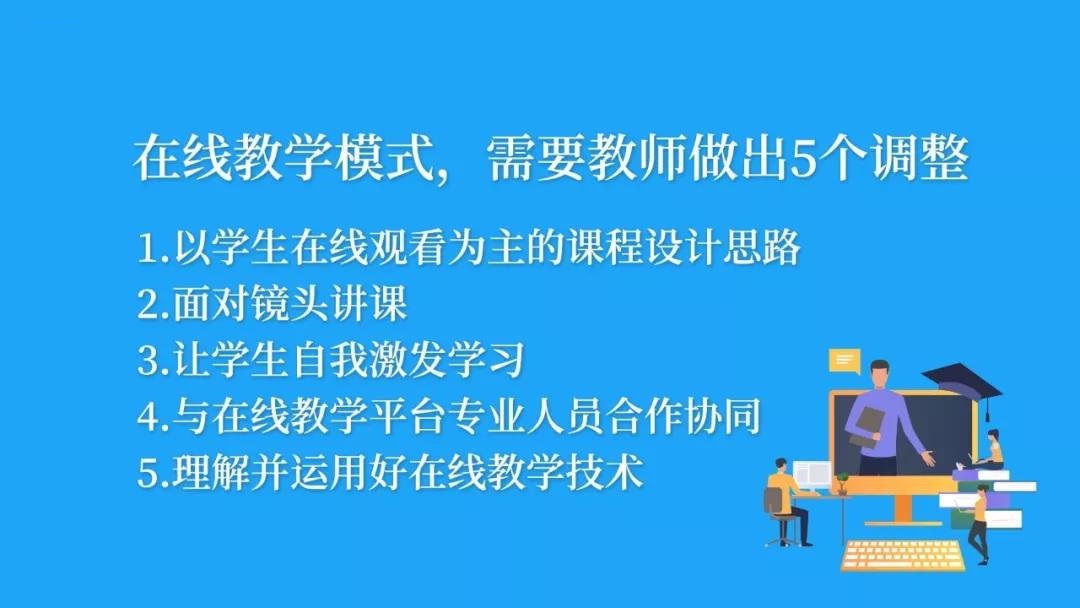 在线教学模式，需要教师做出5个调整
1.以学生在线观看为主的课程设计思路
2.面对镜头讲课
3.让学生自我激发学习
4.与在线教学平台专业人员合作协同
5.理解并运用好在线教学技术